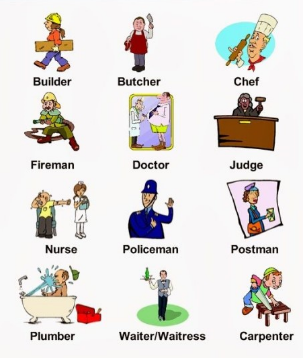 Builder
Butcher
Chef
Fireman
Doctor
Judge
Nurse
Policeman
Postman
Plumber
Waiter/Waitress
Carpenter